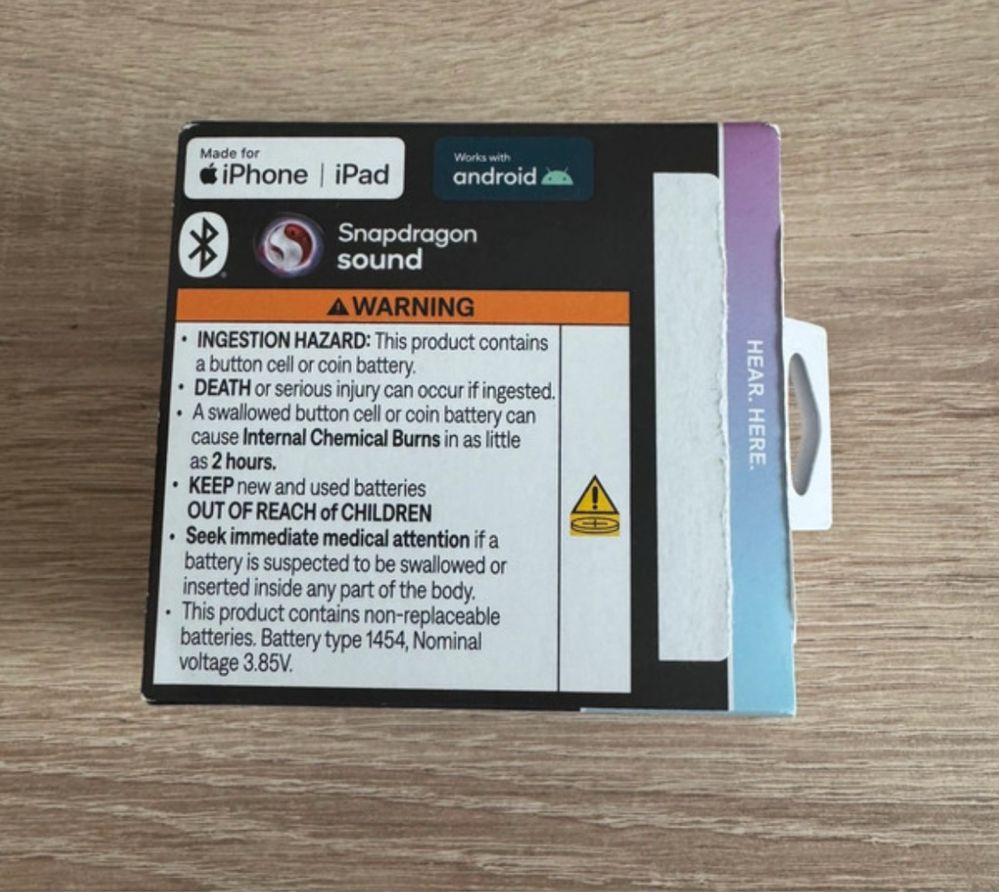 Made for
iPhone | iPad
Works with
android
Snapdragon
sound
WARNING
• INGESTION HAZARD: This product contains
a button cell or coin battery.
• DEATH or serious injury can occur if ingested.
• A swallowed button cell or coin battery can
cause Internal Chemical Burns in as little
as 2 hours.
• KEEP new and used batteries
OUT OF REACH of CHILDREN
• Seek immediate medical attention if a
battery is suspected to be swallowed or
inserted inside any part of the body.
• This product contains non-replaceable
batteries. Battery type 1454, Nominal
voltage 3.85V.
HEAR. HERE.